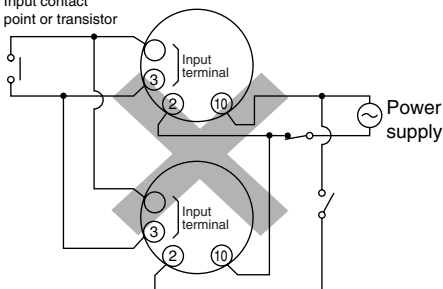 Input contact
point or transistor
Input
terminal
3
2
10
Power
supply
Input
terminal
3
2
10